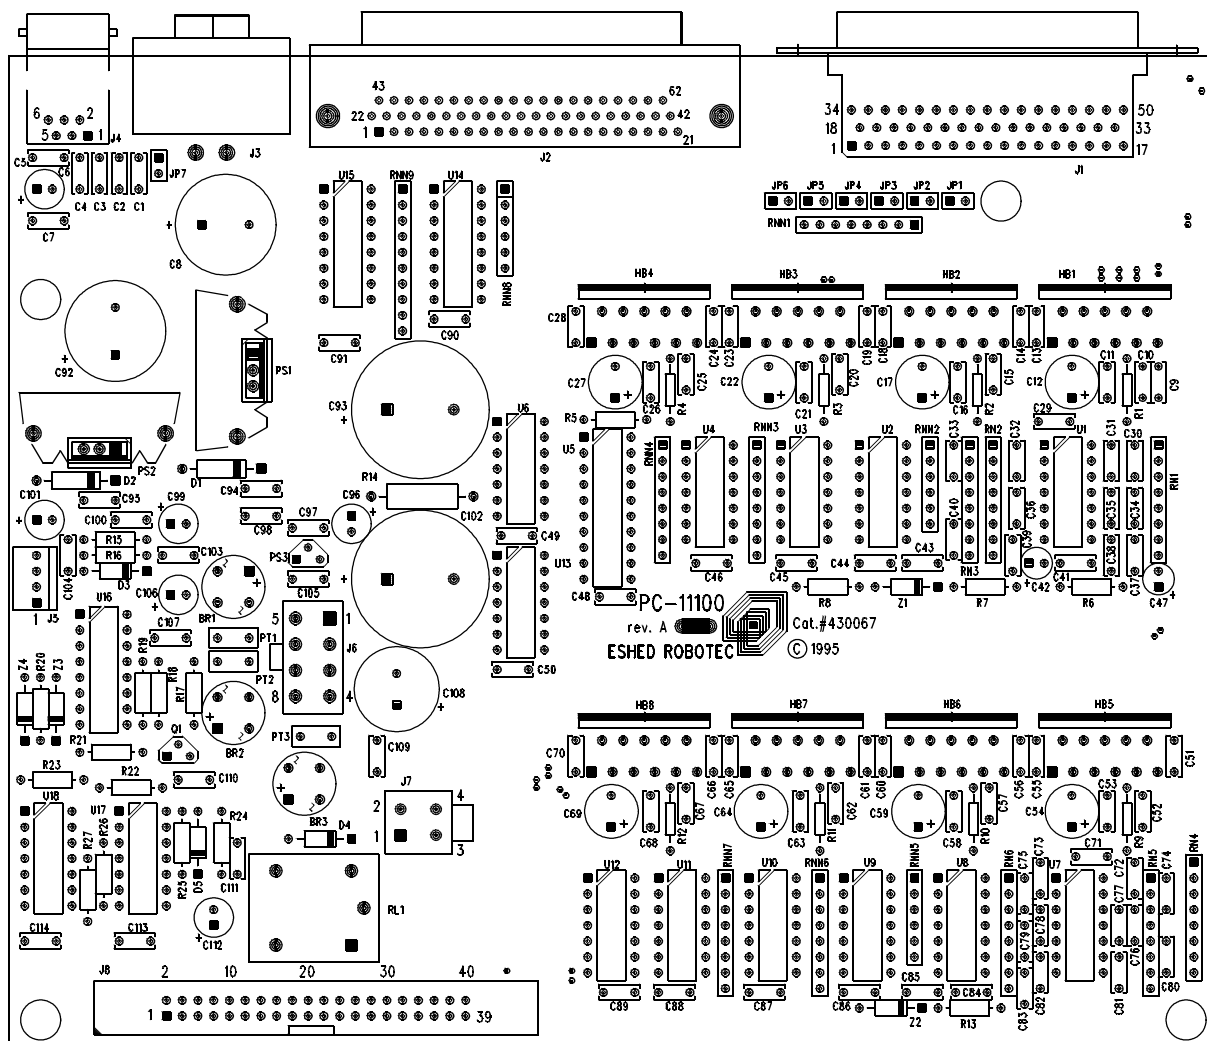 43 62
22 42
1 21
J2
34 50
18 33
1 17
J1
6 2
5 1
J4
J3
C5
C6
JP7
C4 C3 C2 C1
C7
C8
U15 RNN9 U14
RNN8
C91 C90
JP6 JP5 JP4 JP3 JP2 JP1
RNN1
HB4 HB3 HB2 HB1
C28 C24 C23 C19 C18 C14 C13
C27 C26 C25 R4
C22 C21 C20 R3
C17 C16 C15 R2
C12 C11 C10 C9 R1
C92
PS1
PS2
C93
U6
R5
U5
RNN4 U4 RNN3 U3 U2 RNN2 C33 RN2 C32 C29 U1 C31 C30 RN1
D2 D1
C101 C95 C94
C100 C99 C98 C97 C96
R14
C102
C49
U13
R15
R16
C103
PS3
D3
C104
C105
C106
C107
BR1
J5
1
U16
C40 C36 C35 C34
C39 C38 C37
C46 C45 C44 C43 C42 C41
C48
RN3
R8 Z1 R7 R6
C47
PC-11100
rev. A
Cat.#430067
ESHED ROBOTEC
© 1995
5 1
J6
8 4
PT1
PT2
C50
C108
Z4 R20 Z3
R19 R18 R17
Q1
BR2
PT3
R21
C109
C110
R23 R22
J7
2 4
1 3
BR3
D4
U18 U17
R27 R26
R25 D5
R24
C111
C112
C114 C113
RL1
J8
2 10 20 30 40
1 39
HB8 HB7 HB6 HB5
C70 C66 C65 C61 C60 C56 C55 C51
C69 C68 C67 R12
C64 C63 C62 R11
C59 C58 C57 R10
C54 C53 C52 R9
C71
U12 U11 RNN7 U10 RNN6 U9 RNN5 U8 RN6 C75 C73 U7 C72 RN5 C74 RN4
C79 C78 C77 C76
C89 C88 C87 C86 C85 C84 C83 C82 C81 C80
Z2 R13